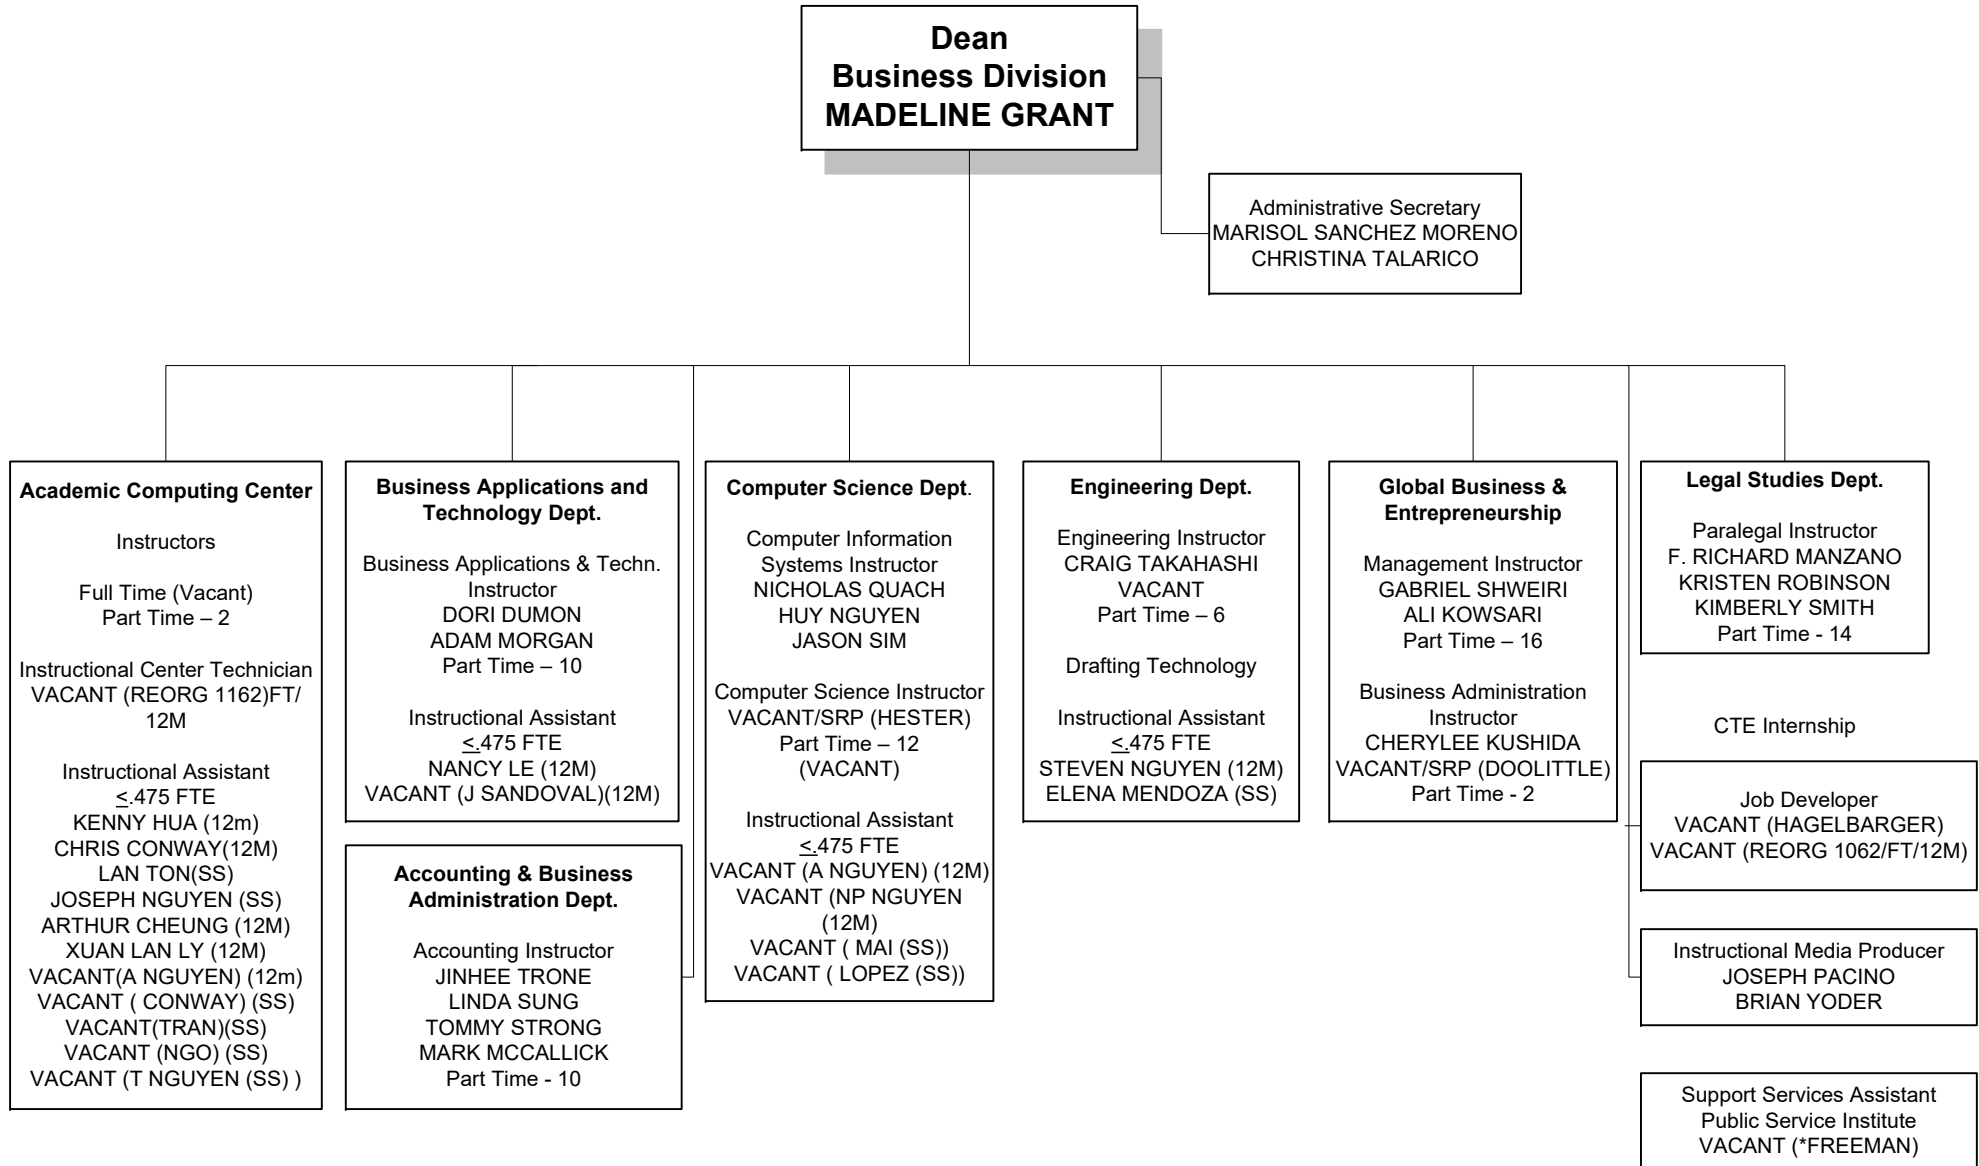 Dean
Business Division
MADELINE GRANT
Administrative Secretary
MARISOL SANCHEZ MORENO
CHRISTINA TALARICO
Academic Computing Center
Instructors
Full Time (Vacant)
Part Time – 2
Instructional Center Technician
VACANT (REORG 1162)FT/
12M
Instructional Assistant
<.475 FTE
KENNY HUA (12m)
CHRIS CONWAY(12M)
LAN TON(SS)
JOSEPH NGUYEN (SS)
ARTHUR CHEUNG (12M)
XUAN LAN LY (12M)
VACANT(A NGUYEN) (12m)
VACANT ( CONWAY) (SS)
VACANT(TRAN)(SS)
VACANT (NGO) (SS)
VACANT (T NGUYEN (SS) )
Business Applications and
Technology Dept.
Business Applications & Techn.
Instructor
DORI DUMON
ADAM MORGAN
Part Time – 10
Instructional Assistant
<.475 FTE
NANCY LE (12M)
VACANT (J SANDOVAL)(12M)
Accounting & Business
Administration Dept.
Accounting Instructor
JINHEE TRONE
LINDA SUNG
TOMMY STRONG
MARK MCCALLICK
Part Time - 10
Computer Science Dept.
Computer Information
Systems Instructor
NICHOLAS QUACH
HUY NGUYEN
JASON SIM
Computer Science Instructor
VACANT/SRP (HESTER)
Part Time – 12
(VACANT)
Instructional Assistant
<.475 FTE
VACANT (A NGUYEN) (12M)
VACANT (NP NGUYEN
(12M)
VACANT ( MAI (SS))
VACANT ( LOPEZ (SS))
Engineering Dept.
Engineering Instructor
CRAIG TAKAHASHI
VACANT
Part Time – 6
Drafting Technology
Instructional Assistant
<.475 FTE
STEVEN NGUYEN (12M)
ELENA MENDOZA (SS)
Global Business &
Entrepreneurship
Management Instructor
GABRIEL SHWEIRI
ALI KOWSARI
Part Time – 16
Business Administration
Instructor
CHERYLEE KUSHIDA
VACANT/SRP (DOOLITTLE)
Part Time - 2
Legal Studies Dept.
Paralegal Instructor
F. RICHARD MANZANO
KRISTEN ROBINSON
KIMBERLY SMITH
Part Time - 14
CTE Internship
Job Developer
VACANT (HAGELBARGER)
VACANT (REORG 1062/FT/12M)
Instructional Media Producer
JOSEPH PACINO
BRIAN YODER
Support Services Assistant
Public Service Institute
VACANT (*FREEMAN)